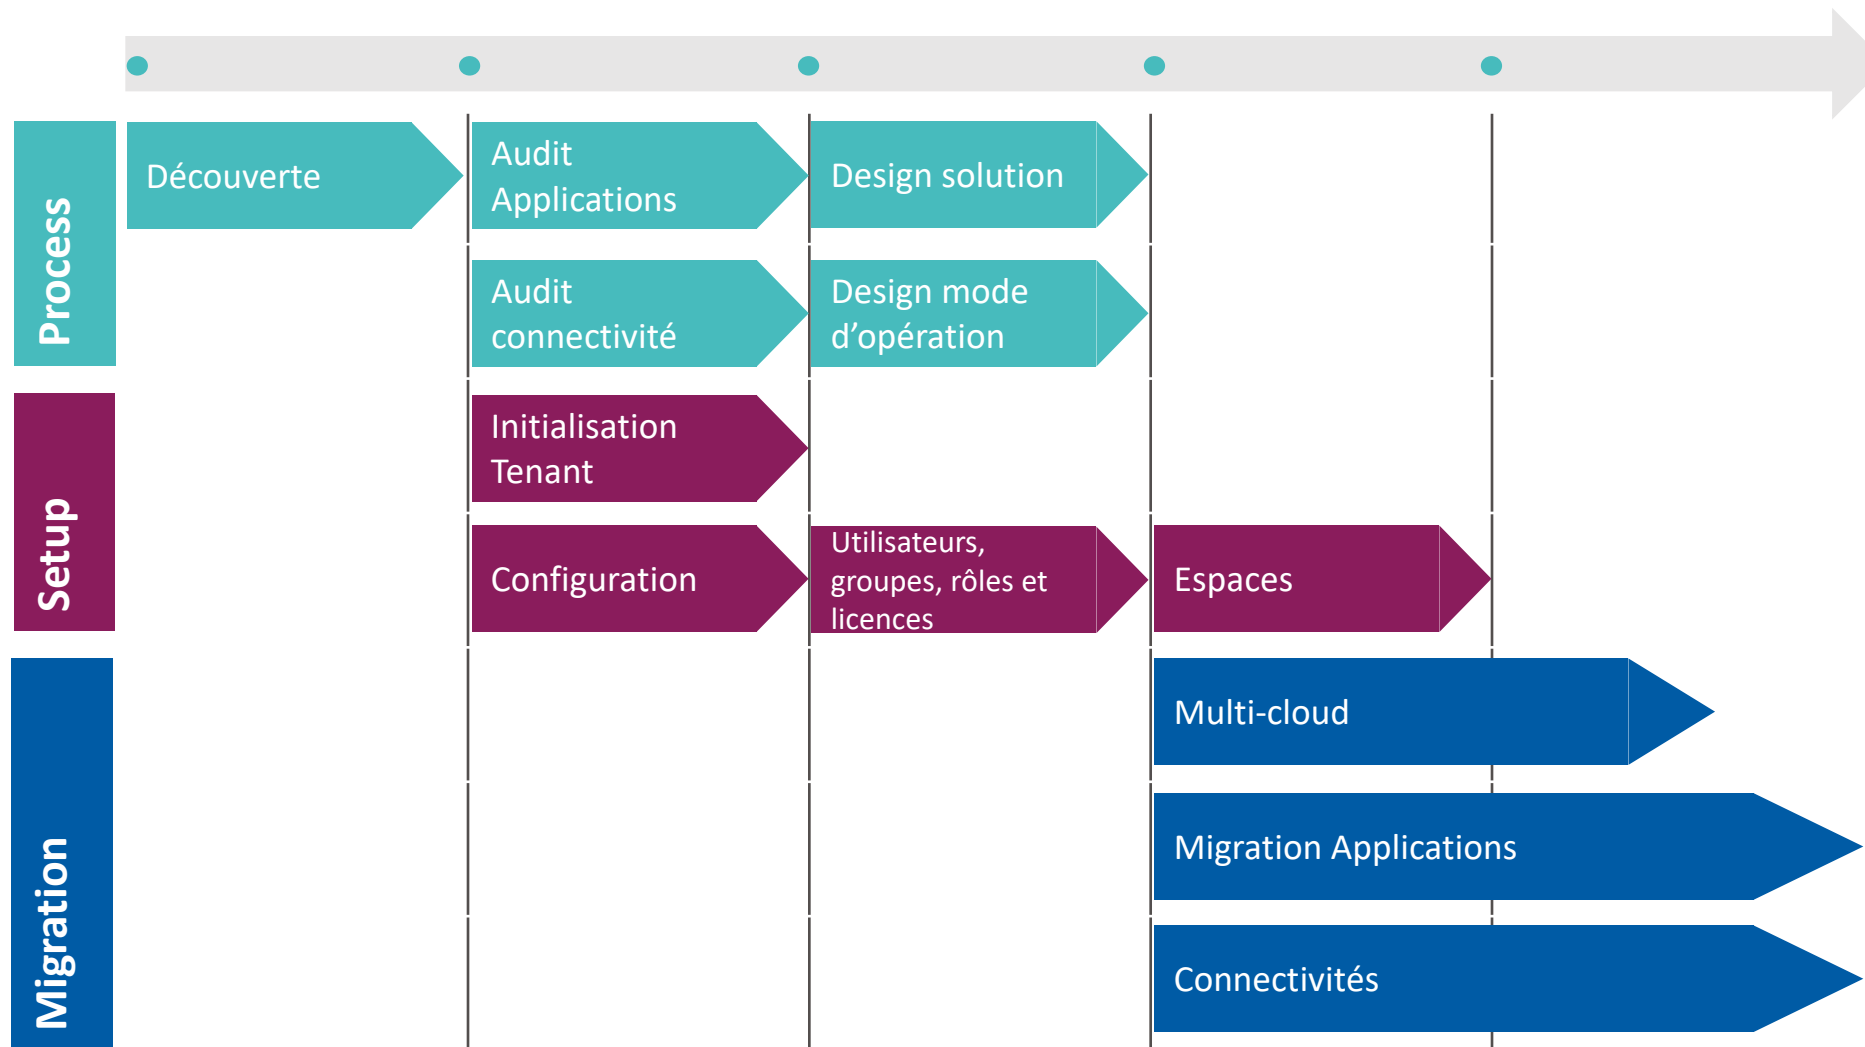 Process
Découverte
Audit
Applications
Design solution
Audit
connectivité
Design mode
d’opération
Setup
Initialisation
Tenant
Configuration
Utilisateurs,
groupes, rôles et
licences
Espaces
Migration
Multi-cloud
Migration Applications
Connectivités